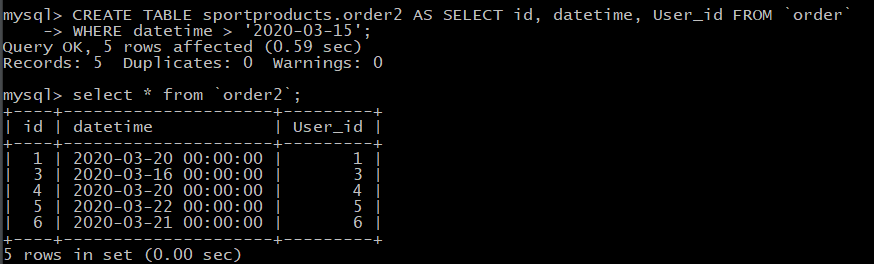 mysql> CREATE TABLE sportproducts.order2 AS SELECT id, datetime, User_id FROM `order`
    -> WHERE datetime > '2020-03-15';
Query OK, 5 rows affected (0.59 sec)
Records: 5  Duplicates: 0  Warnings: 0

mysql> select * from `order2`;
+----+---------------------+---------+
| id | datetime            | User_id |
+----+---------------------+---------+
|  1 | 2020-03-20 00:00:00 |       1 |
|  3 | 2020-03-16 00:00:00 |       3 |
|  4 | 2020-03-20 00:00:00 |       4 |
|  5 | 2020-03-22 00:00:00 |       5 |
|  6 | 2020-03-21 00:00:00 |       6 |
+----+---------------------+---------+
5 rows in set (0.00 sec)